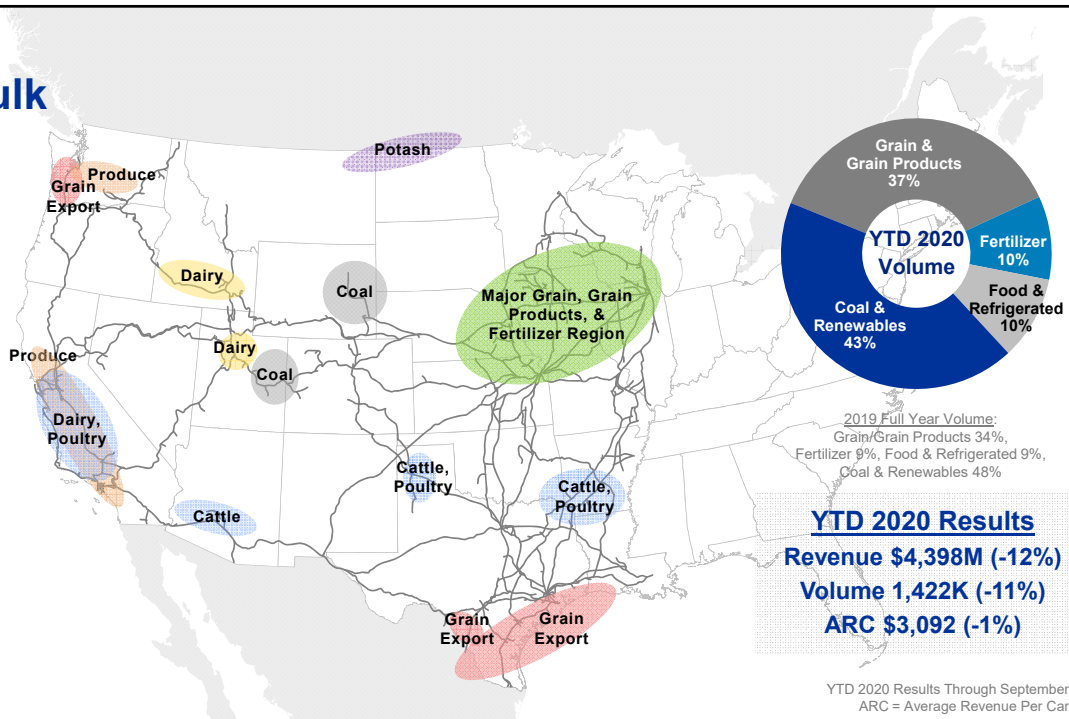 ulk
Potash
Produce
Grain
Export
Dairy
Coal
Major Grain, Grain
Products, &
Fertilizer Region
Dairy
Coal
Produce
Dairy,
Poultry
Cattle,
Poultry
Cattle,
Poultry
Cattle
Grain
Export
Grain
Export
Grain &
Grain Products
37%
YTD 2020
Volume
Fertilizer
10%
Food &
Refrigerated
10%
Coal &
Renewables
43%
2019 Full Year Volume:
Grain/Grain Products 34%,
Fertilizer 9%, Food & Refrigerated 9%,
Coal & Renewables 48%
YTD 2020 Results
Revenue $4,398M (-12%)
Volume 1,422K (-11%)
ARC $3,092 (-1%)
YTD 2020 Results Through September
ARC = Average Revenue Per Car